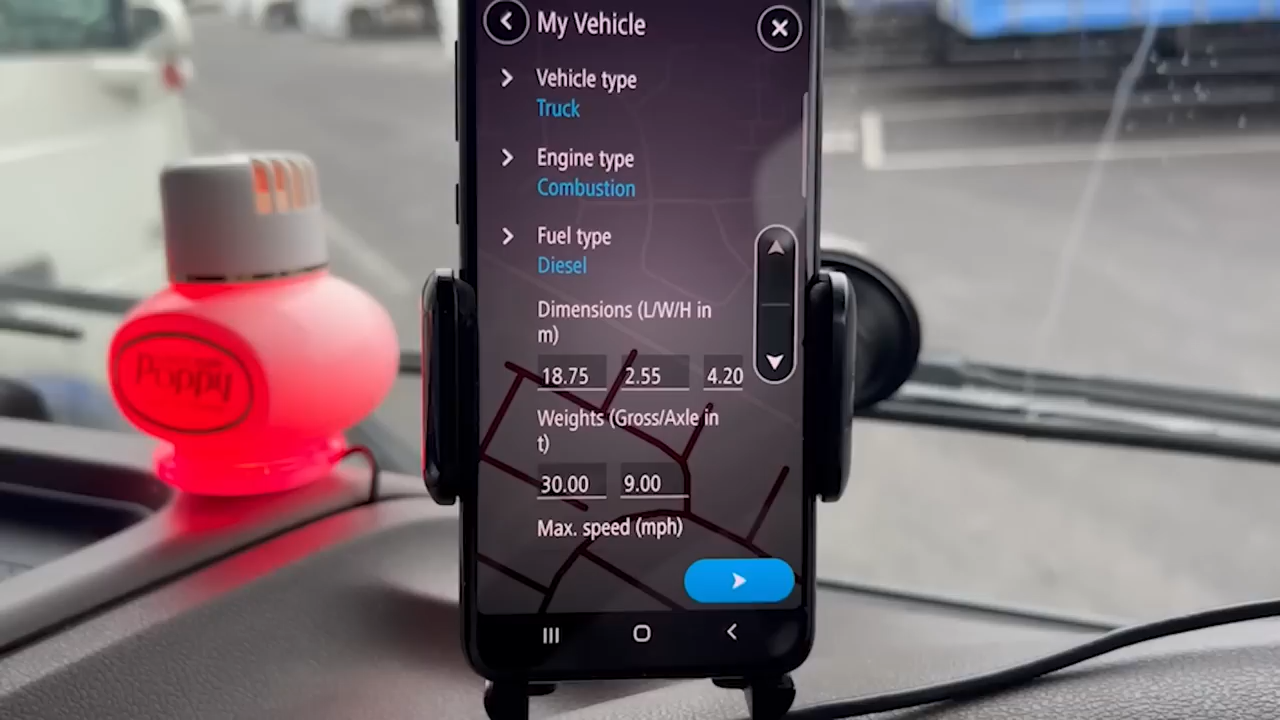 My Vehicle
Vehicle type
Truck
Engine type
Combustion
Fuel type
Diesel
Dimensions (L/W/H in
m)
18.75 2.55 4.20
Weights (Gross/Axle in
t)
30.00 9.00
Max. speed (mph)
Poppy